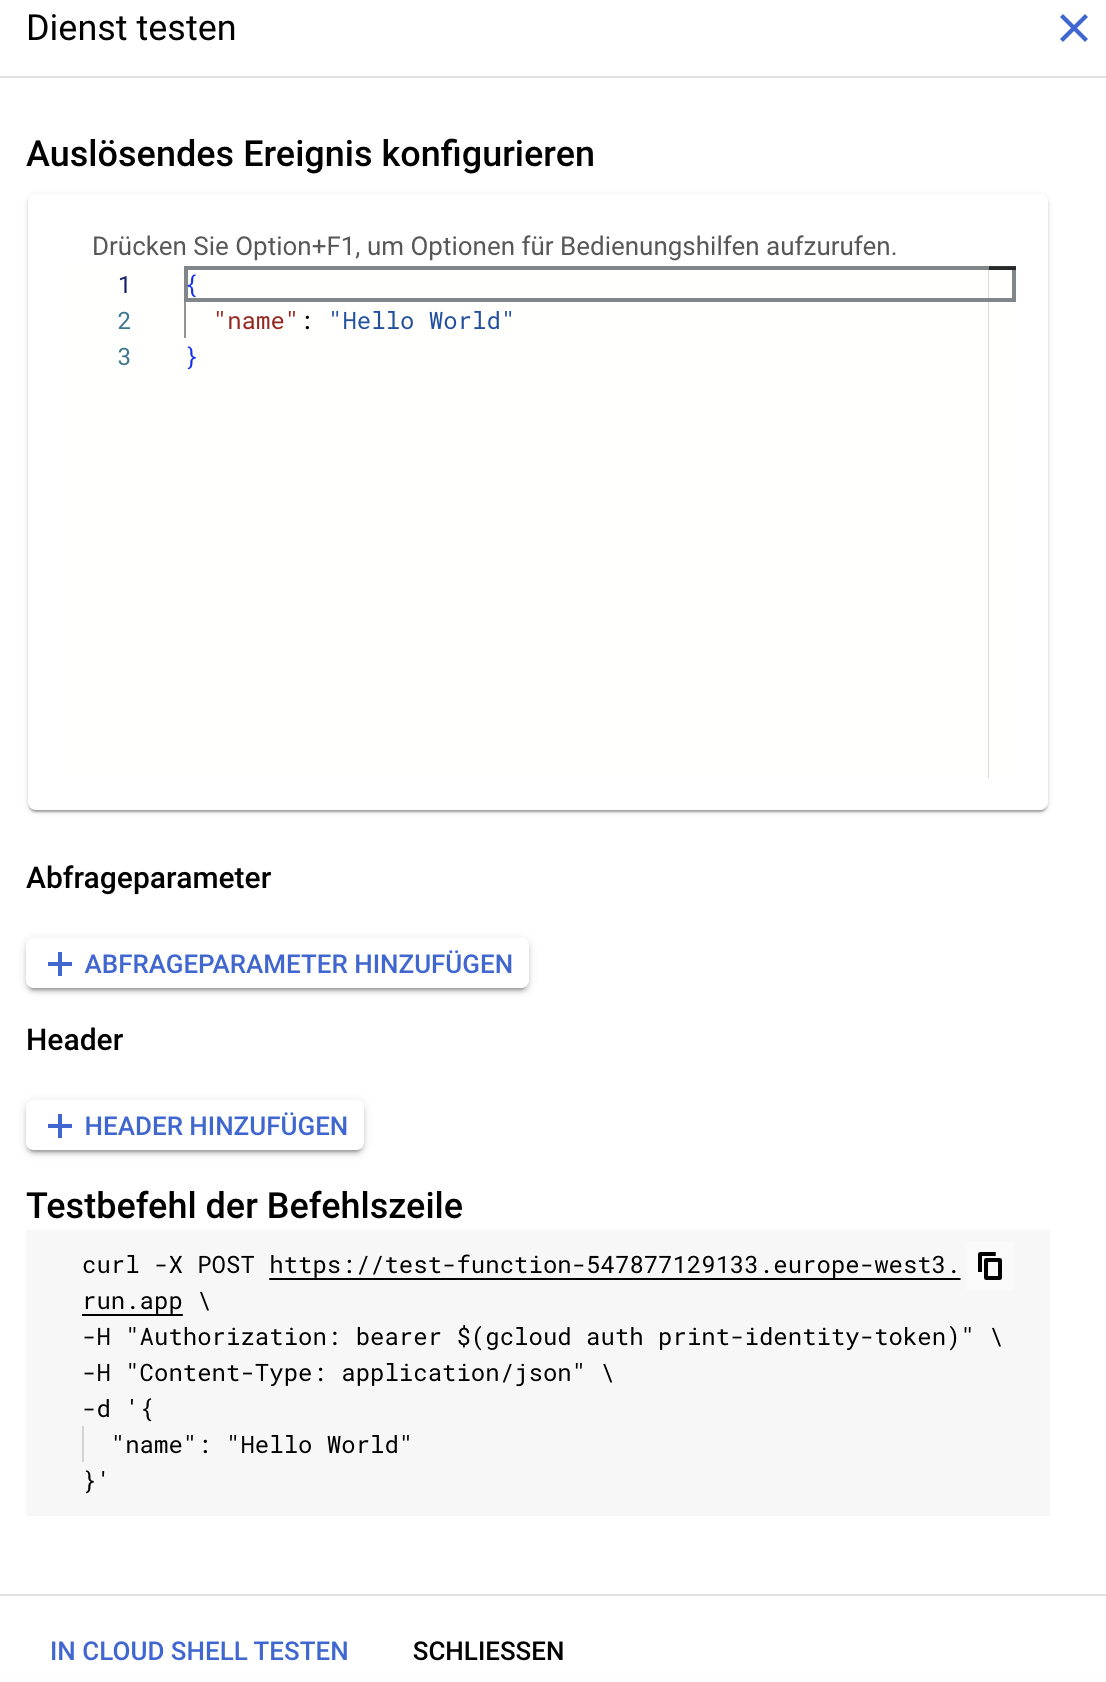 Dienst testen
Auslösendes Ereignis konfigurieren
Drücken Sie Option+F1, um Optionen für Bedienungshilfen aufzurufen.
1 {
2 "name": "Hello World"
3 }
Abfrageparameter
ABFRAGEPARAMETER HINZUFÜGEN
Header
HEADER HINZUFÜGEN
Testbefehl der Befehlszeile
curl -X POST https://test-function-547877129133.europe-west3.
run.app \
-H "Authorization: bearer $(gcloud auth print-identity-token)" \
-H "Content-Type: application/json" \
-d '{
"name": "Hello World"
}'
IN CLOUD SHELL TESTEN SCHLIESSEN